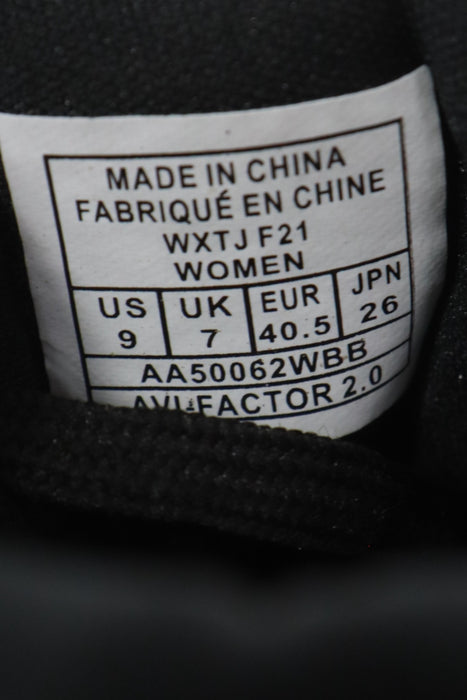 MADE IN CHINA
FABRIQUÉ EN CHINE
WXTJ F21
WOMEN
US UK EUR JPN
9 7 40.5 26
AA50062WBB
AVI-FACTOR 2.0